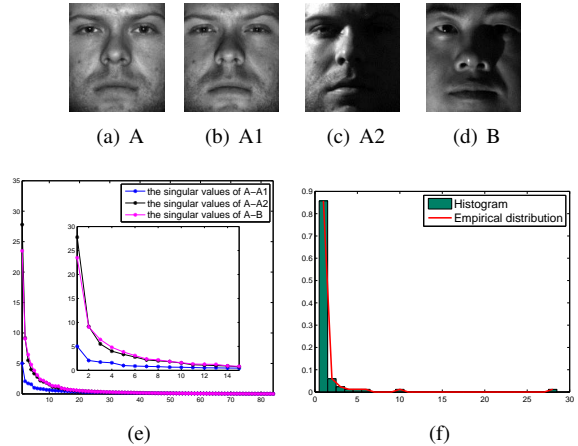 (a) A (b) A1 (c) A2 (d) B
35
30
25
20
15
10
5
0
10 20 30 40 50 60 70 80
the singular values of A−A1
the singular values of A−A2
the singular values of A−B
30
25
20
15
10
5
0
2 4 6 8 10 12 14
(e)
0.9
0.8
0.7
0.6
0.5
0.4
0.3
0.2
0.1
0
0 5 10 15 20 25 30
Histogram
Empirical distribution
(f)